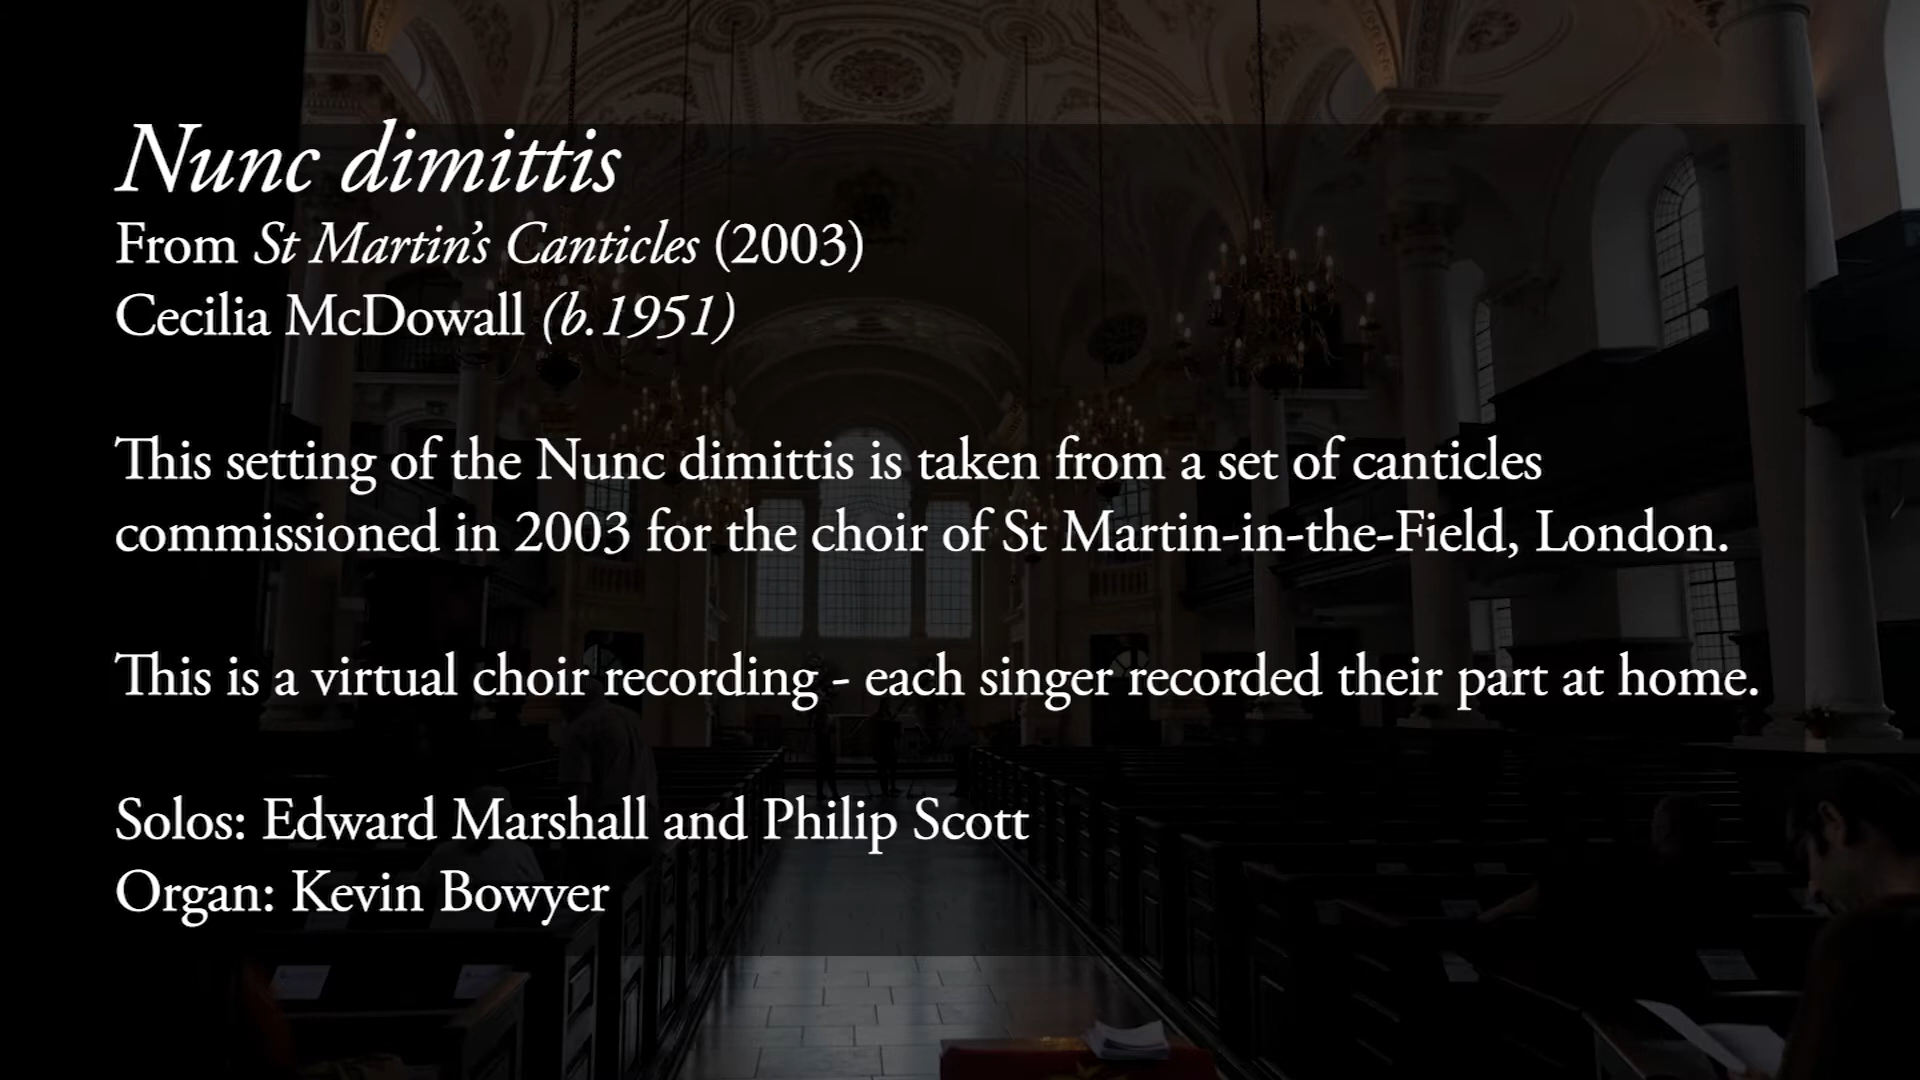 Nunc dimittis
From St Martin's Canticles (2003)
Cecilia McDowall (b.1951)
This setting of the Nunc dimittis is taken from a set of canticles
commissioned in 2003 for the choir of St Martin-in-the-Field, London.
This is a virtual choir recording - each singer recorded their part at home.
Solos: Edward Marshall and Philip Scott
Organ: Kevin Bowyer